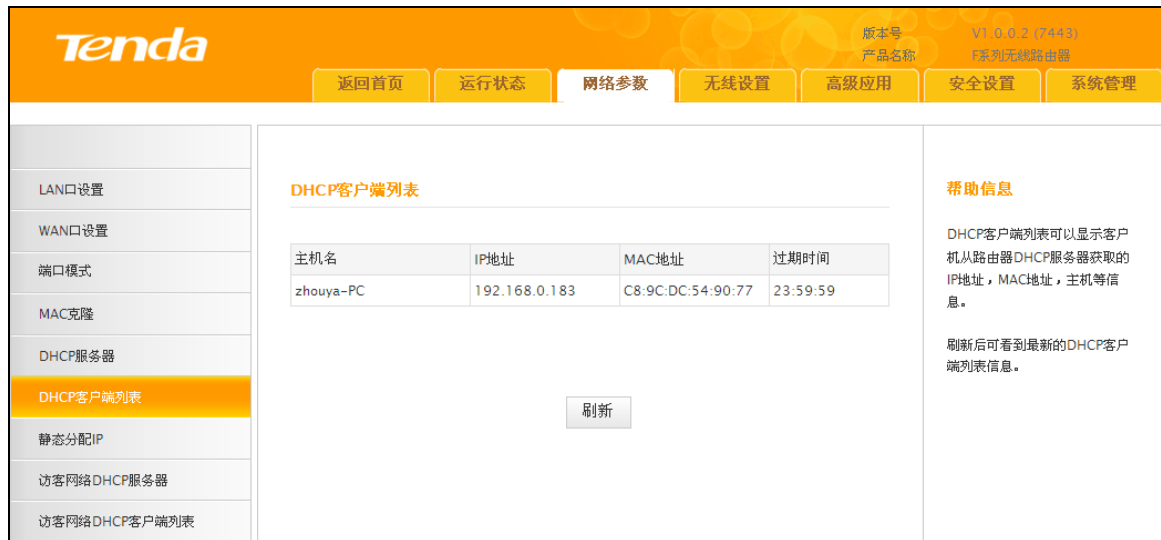 Tenda
版本号 V1.0.0.2 (7443)
产品名称 F系列无线路由器
返回首页 运行状态 网络参数 无线设置 高级应用 安全设置 系统管理
LAN口设置
WAN口设置
端口模式
MAC克隆
DHCP服务器
DHCP客户端列表
静态分配IP
访客网络DHCP服务器
访客网络DHCP客户端列表
DHCP客户端列表
主机名 IP地址 MAC地址 过期时间
zhouya-PC 192.168.0.183 C8:9C:DC:54:90:77 23:59:59
刷新
帮助信息
DHCP客户端列表可以显示客户
机从路由器DHCP服务器获取的
IP地址，MAC地址，主机等信
息。
刷新后可看到最新的DHCP客户
端列表信息。